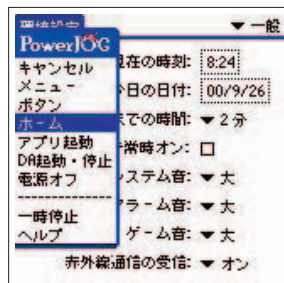 環境設定 ▼一般
PowerJOG
キャンセル
メニュー
ボタン
ホーム
アプリ起動
DA起動・停止
電源オフ
一時停止
ヘルプ
現在の時刻: 8:24
今日の日付: 00/9/26
までの時間: ▼2分
常時オン:
システム音: ▼大
アラーム音: ▼大
ゲーム音: ▼大
赤外線通信の受信: ▼オン